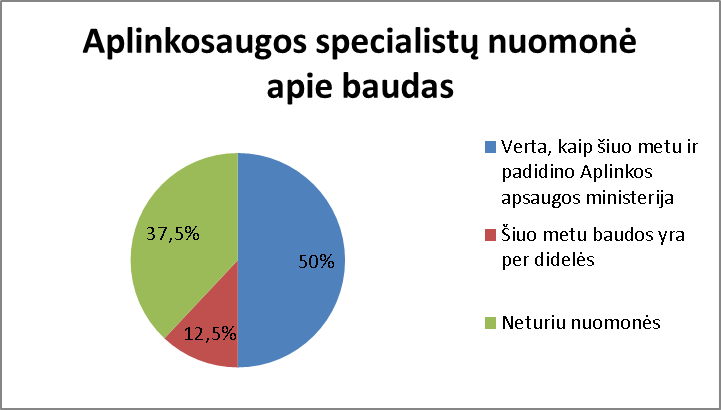 Aplinkosaugos specialistų nuomonė
apie baudas
Verta, kaip šiuo metu ir
padidino Aplinkos
apsaugos ministerija
37,5%
50%
Šiuo metu baudos yra
per didelės
12,5%
Neturiu nuomonės